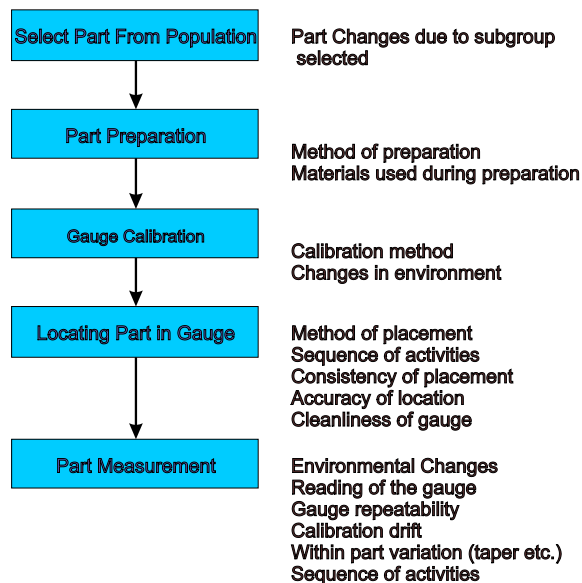 Select Part From Population
Part Changes due to subgroup
selected
Part Preparation
Method of preparation
Materials used during preparation
Gauge Calibration
Calibration method
Changes in environment
Locating Part in Gauge
Method of placement
Sequence of activities
Consistency of placement
Accuracy of location
Cleanliness of gauge
Part Measurement
Environmental Changes
Reading of the gauge
Gauge repeatability
Calibration drift
Within part variation (taper etc.)
Sequence of activities